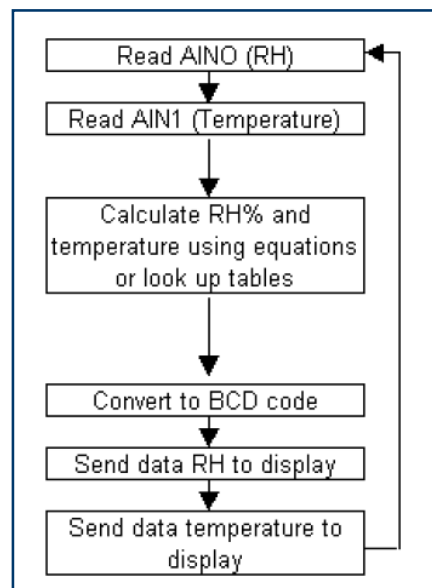 Read AINO (RH)
Read AIN1 (Temperature)
Calculate RH% and
temperature using equations
or look up tables
Convert to BCD code
Send data RH to display
Send data temperature to
display